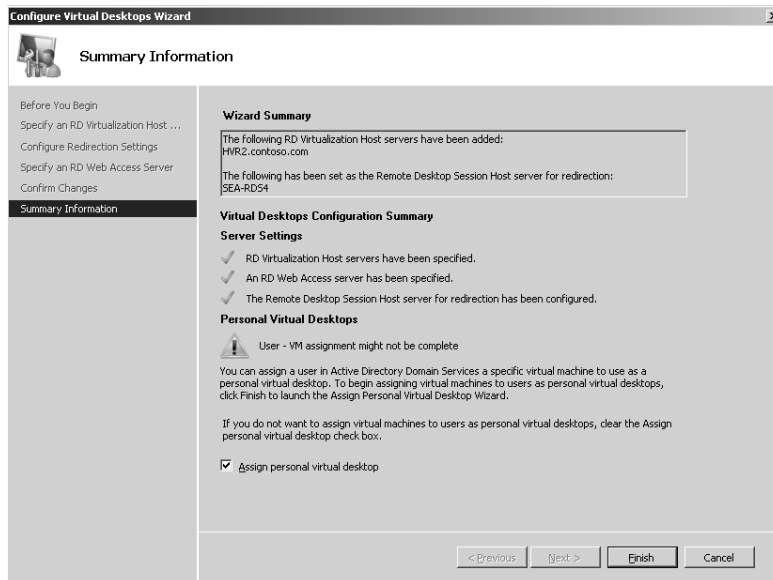 Configure Virtual Desktops Wizard
Summary Information
Before You Begin
Specify an RD Virtualization Host ...
Configure Redirection Settings
Specify an RD Web Access Server
Confirm Changes
Summary Information
Wizard Summary
The following RD Virtualization Host servers have been added:
HVR2.contoso.com
The following has been set as the Remote Desktop Session Host server for redirection:
SEA-RDS4
Virtual Desktops Configuration Summary
Server Settings
RD Virtualization Host servers have been specified.
An RD Web Access server has been specified.
The Remote Desktop Session Host server for redirection has been configured.
Personal Virtual Desktops
User - VM assignment might not be complete
You can assign a user in Active Directory Domain Services a specific virtual machine to use as a
personal virtual desktop. To begin assigning virtual machines to users as personal virtual desktops,
click Finish to launch the Assign Personal Virtual Desktop Wizard.
If you do not want to assign virtual machines to users as personal virtual desktops, clear the Assign
personal virtual desktop check box.
Assign personal virtual desktop
< Previous
Next >
Finish
Cancel